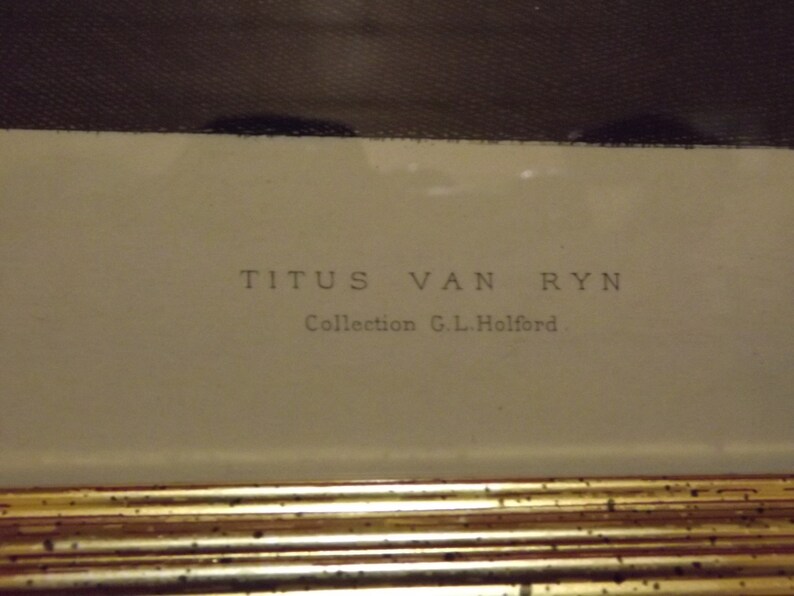 TITUS VAN RYN
Collection G.L.Holford.